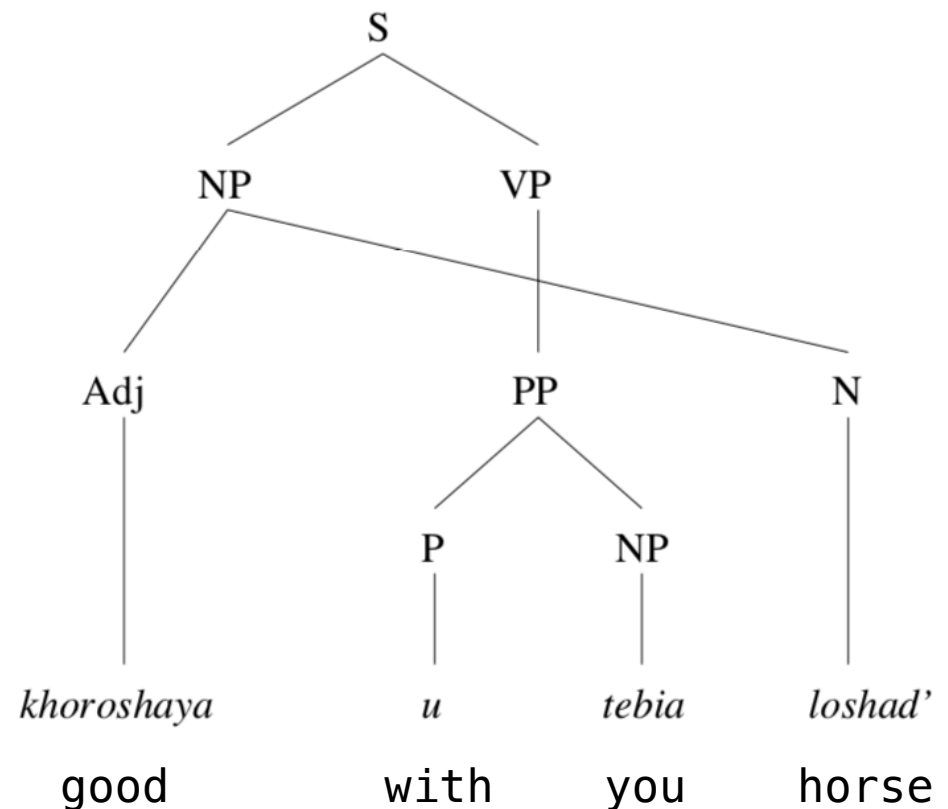 S
NP VP
Adj PP N
P NP
khoroshaya u tebia loshad’
good with you horse